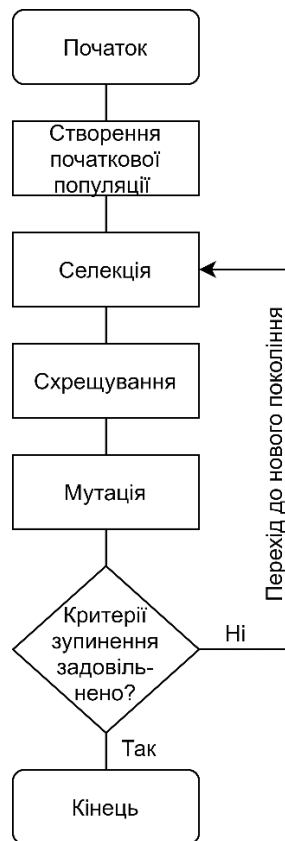 Початок
Створення
початкової
популяції
Селекція
Схрещування
Мутація
Перехід до нового покоління
Критерії
зупинення
задовіль-
нено?
Ні
Так
Кінець